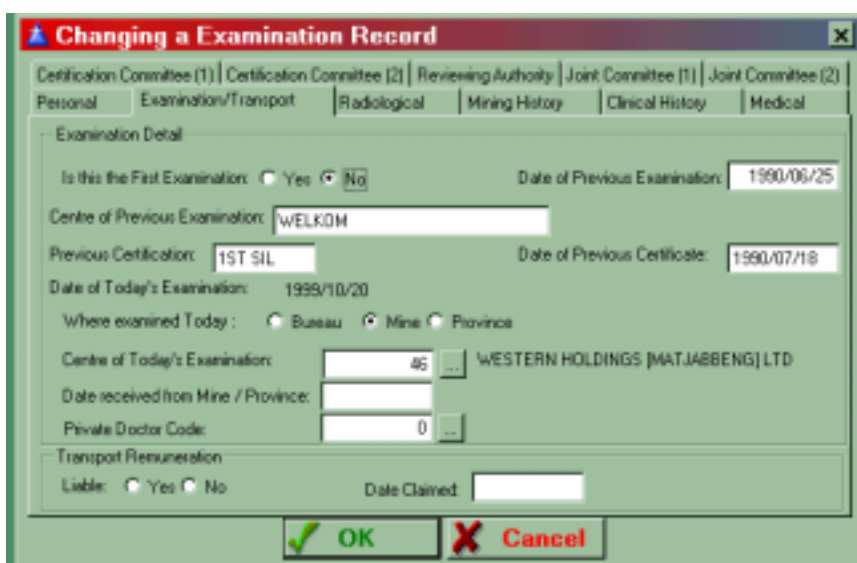 Changing a Examination Record
Certification Committee (1) Certification Committee (2) Reviewing Authority Joint Committee (1) Joint Committee (2)
Personal Examination/Transport Radiological Mining History Clinical History Medical
Examination Detail
Is this the First Examination: Yes No Date of Previous Examination: 1990/06/25
Centre of Previous Examination: WELKOM
Previous Certification: 1ST SIL Date of Previous Certificate: 1990/07/18
Date of Today's Examination: 1999/10/20
Where examined Today : Bureau Mine Province
Centre of Today's Examination: 46 ... WESTERN HOLDINGS [MATJABBENG] LTD
Date received from Mine / Province:
Private Doctor Code: 0 ...
Transport Remuneration
Liable: Yes No Date Claimed:
OK Cancel